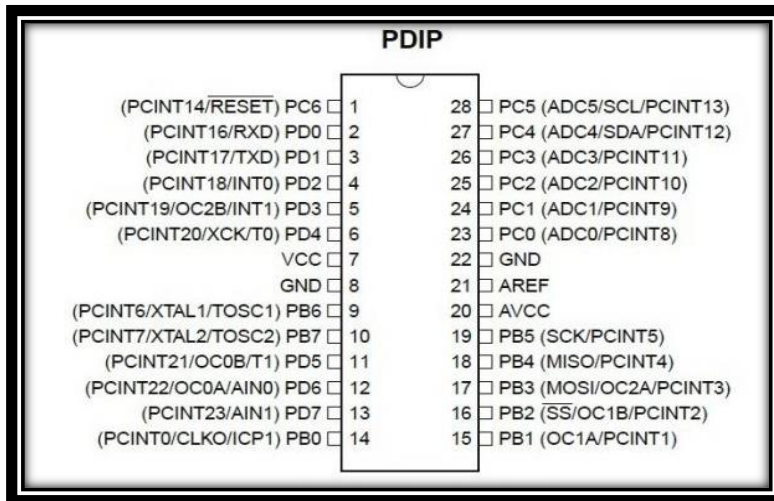 PDIP
(PCINT14/RESET) PC6 1 28 PC5 (ADC5/SCL/PCINT13)
(PCINT16/RXD) PD0 2 27 PC4 (ADC4/SDA/PCINT12)
(PCINT17/TXD) PD1 3 26 PC3 (ADC3/PCINT11)
(PCINT18/INT0) PD2 4 25 PC2 (ADC2/PCINT10)
(PCINT19/OC2B/INT1) PD3 5 24 PC1 (ADC1/PCINT9)
(PCINT20/XCK/T0) PD4 6 23 PC0 (ADC0/PCINT8)
VCC 7 22 GND
GND 8 21 AREF
(PCINT6/XTAL1/TOSC1) PB6 9 20 AVCC
(PCINT7/XTAL2/TOSC2) PB7 10 19 PB5 (SCK/PCINT5)
(PCINT21/OC0B/T1) PD5 11 18 PB4 (MISO/PCINT4)
(PCINT22/OC0A/AIN0) PD6 12 17 PB3 (MOSI/OC2A/PCINT3)
(PCINT23/AIN1) PD7 13 16 PB2 (SS/OC1B/PCINT2)
(PCINT0/CLKO/ICP1) PB0 14 15 PB1 (OC1A/PCINT1)